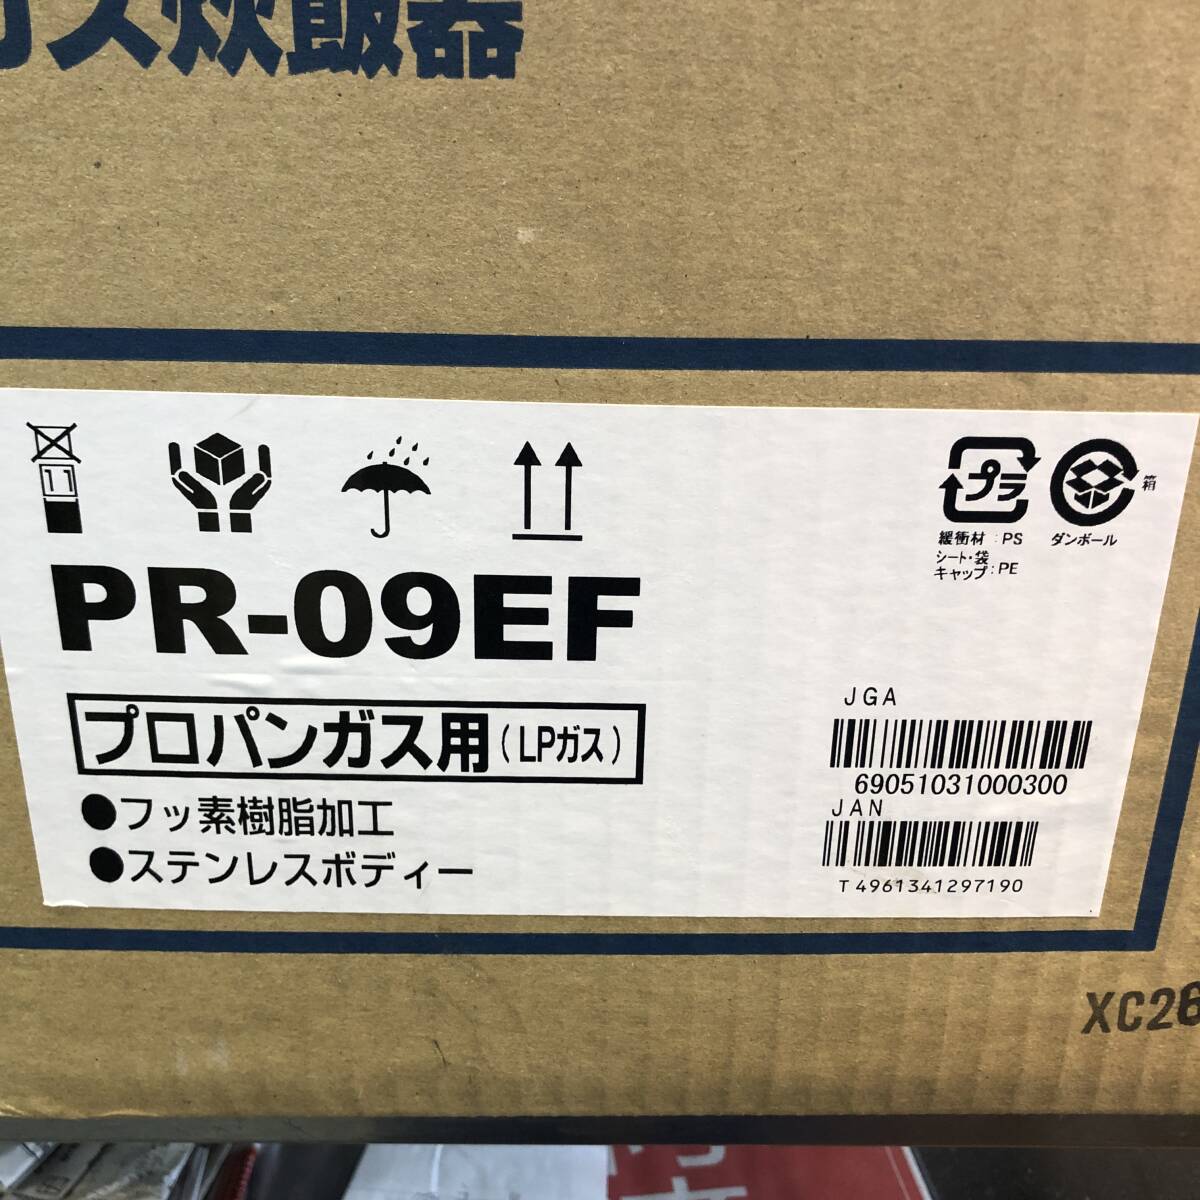 ガス炊飯器
11
プラ
箱
緩衝材 : PS
シート・袋
キャップ : PE
ダンボール
PR-09EF
プロパンガス用(LPガス)
●フッ素樹脂加工
●ステンレスボディー
JGA
69051031000300
JAN
T4961341297190
XC26